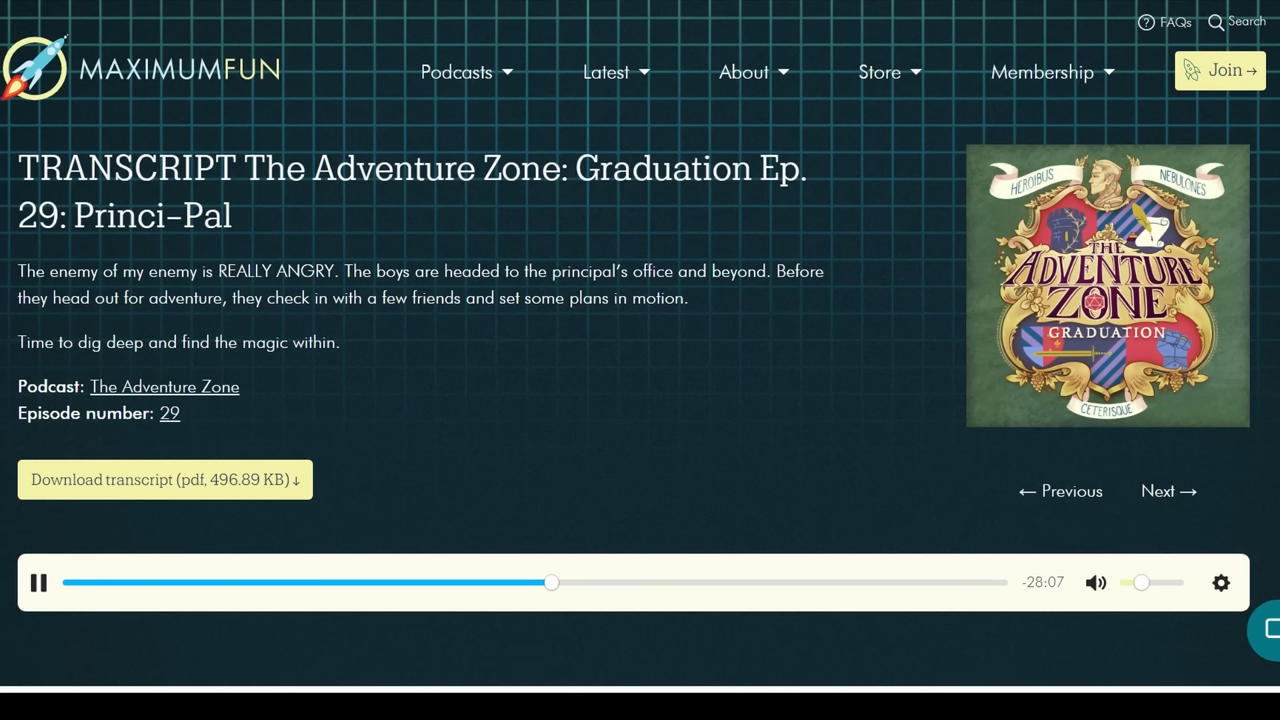 FAQs
Search
MAXIMUMFUN
Podcasts
Latest
About
Store
Membership
Join →
TRANSCRIPT The Adventure Zone: Graduation Ep.
29: Princi-Pal
The enemy of my enemy is REALLY ANGRY. The boys are headed to the principal's office and beyond. Before
they head out for adventure, they check in with a few friends and set some plans in motion.
Time to dig deep and find the magic within.
Podcast: The Adventure Zone
Episode number: 29
Download transcript (pdf, 496.89 KB) ↓
HEROIBUS
NEBULONES
THE
ADVENTURE
ZONE
GRADUATION
CETERISQUE
← Previous
Next →
-28:07